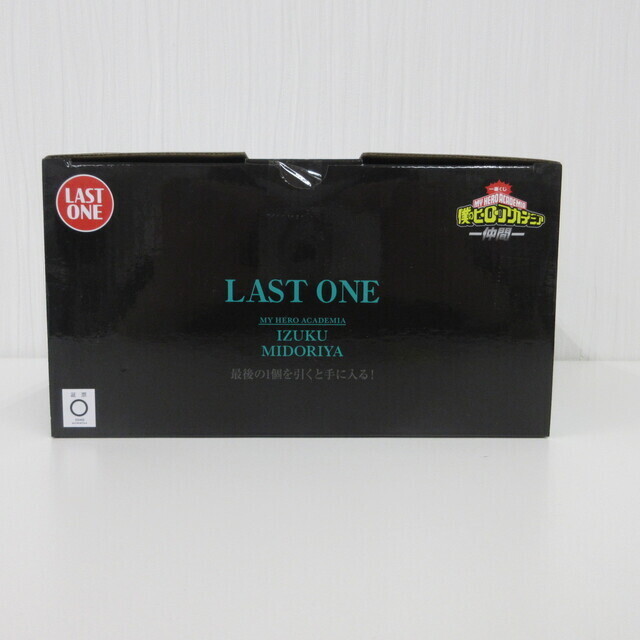 LAST
ONE
一番くじ
MY HERO ACADEMIA
僕のヒーローアカデミア
仲間
LAST ONE
MY HERO ACADEMIA
IZUKU
MIDORIYA
最後の1個を引くと手に入る!